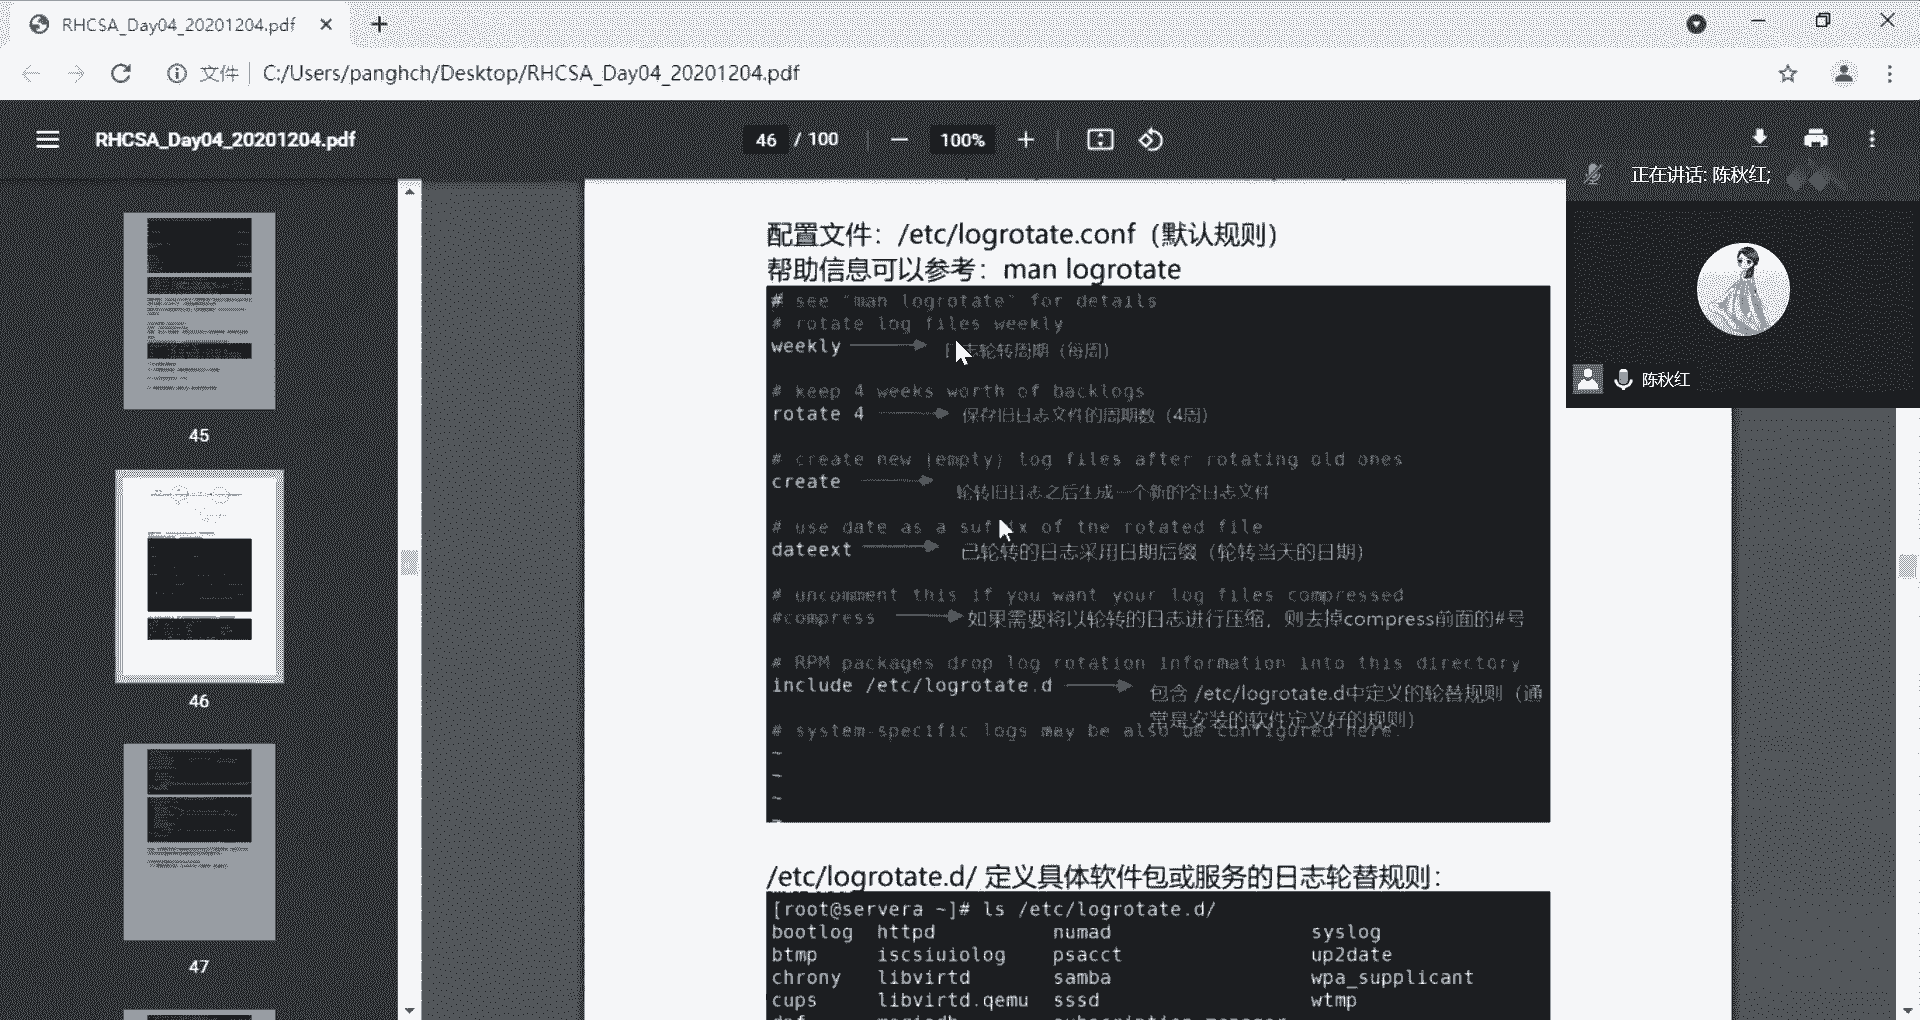 RHCSA_Day04_20201204.pdf
文件 C:/Users/panghch/Desktop/RHCSA_Day04_20201204.pdf
RHCSA_Day04_20201204.pdf 46 / 100 100%
正在讲话: 陈秋红;
陈秋红
45
46
47
配置文件：/etc/logrotate.conf（默认规则）
帮助信息可以参考：man logrotate
# see "man logrotate" for details
# rotate log files weekly
weekly 日志轮转周期（每周）
# keep 4 weeks worth of backlogs
rotate 4 保存旧日志文件的周期数（4周）
# create new (empty) log files after rotating old ones
create 轮转旧日志之后生成一个新的空日志文件
# use date as a suffix of the rotated file
dateext 已轮转的日志采用日期后缀（轮转当天的日期）
# uncomment this if you want your log files compressed
#compress 如果需要将以轮转的日志进行压缩，则去掉compress前面的#号
# RPM packages drop log rotation information into this directory
include /etc/logrotate.d 包含 /etc/logrotate.d中定义的轮替规则（通
常是安装的软件定义好的规则）
# system-specific logs may be also be configured here.
~
~
~
~
/etc/logrotate.d/ 定义具体软件包或服务的日志轮替规则：
[root@servera ~]# ls /etc/logrotate.d/
bootlog httpd numad syslog
btmp iscsiuiolog psacct up2date
chrony libvirtd samba wpa_supplicant
cups libvirtd.qemu sssd wtmp